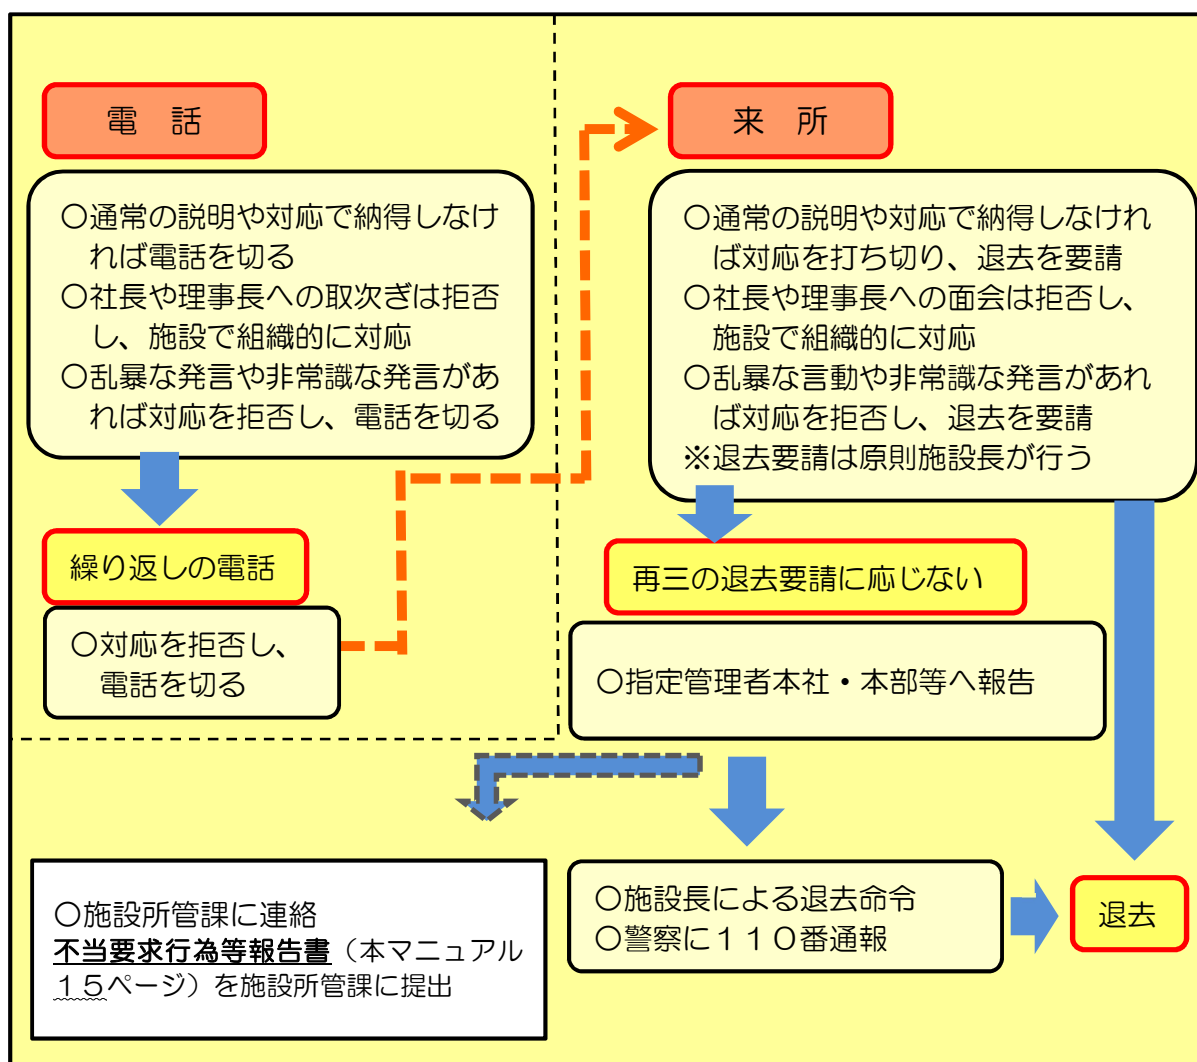 電　話
〇通常の説明や対応で納得しなけ
れば電話を切る
〇社長や理事長への取次ぎは拒否
し、施設で組織的に対応
〇乱暴な発言や非常識な発言があ
れば対応を拒否し、電話を切る
繰り返しの電話
〇対応を拒否し、
電話を切る
来　所
〇通常の説明や対応で納得しなけれ
ば対応を打ち切り、退去を要請
〇社長や理事長への面会は拒否し、
施設で組織的に対応
〇乱暴な言動や非常識な発言があれ
ば対応を拒否し、退去を要請
※退去要請は原則施設長が行う
再三の退去要請に応じない
〇指定管理者本社・本部等へ報告
〇施設所管課に連絡
不当要求行為等報告書（本マニュアル
１５ページ）を施設所管課に提出
〇施設長による退去命令
〇警察に１１０番通報
退去